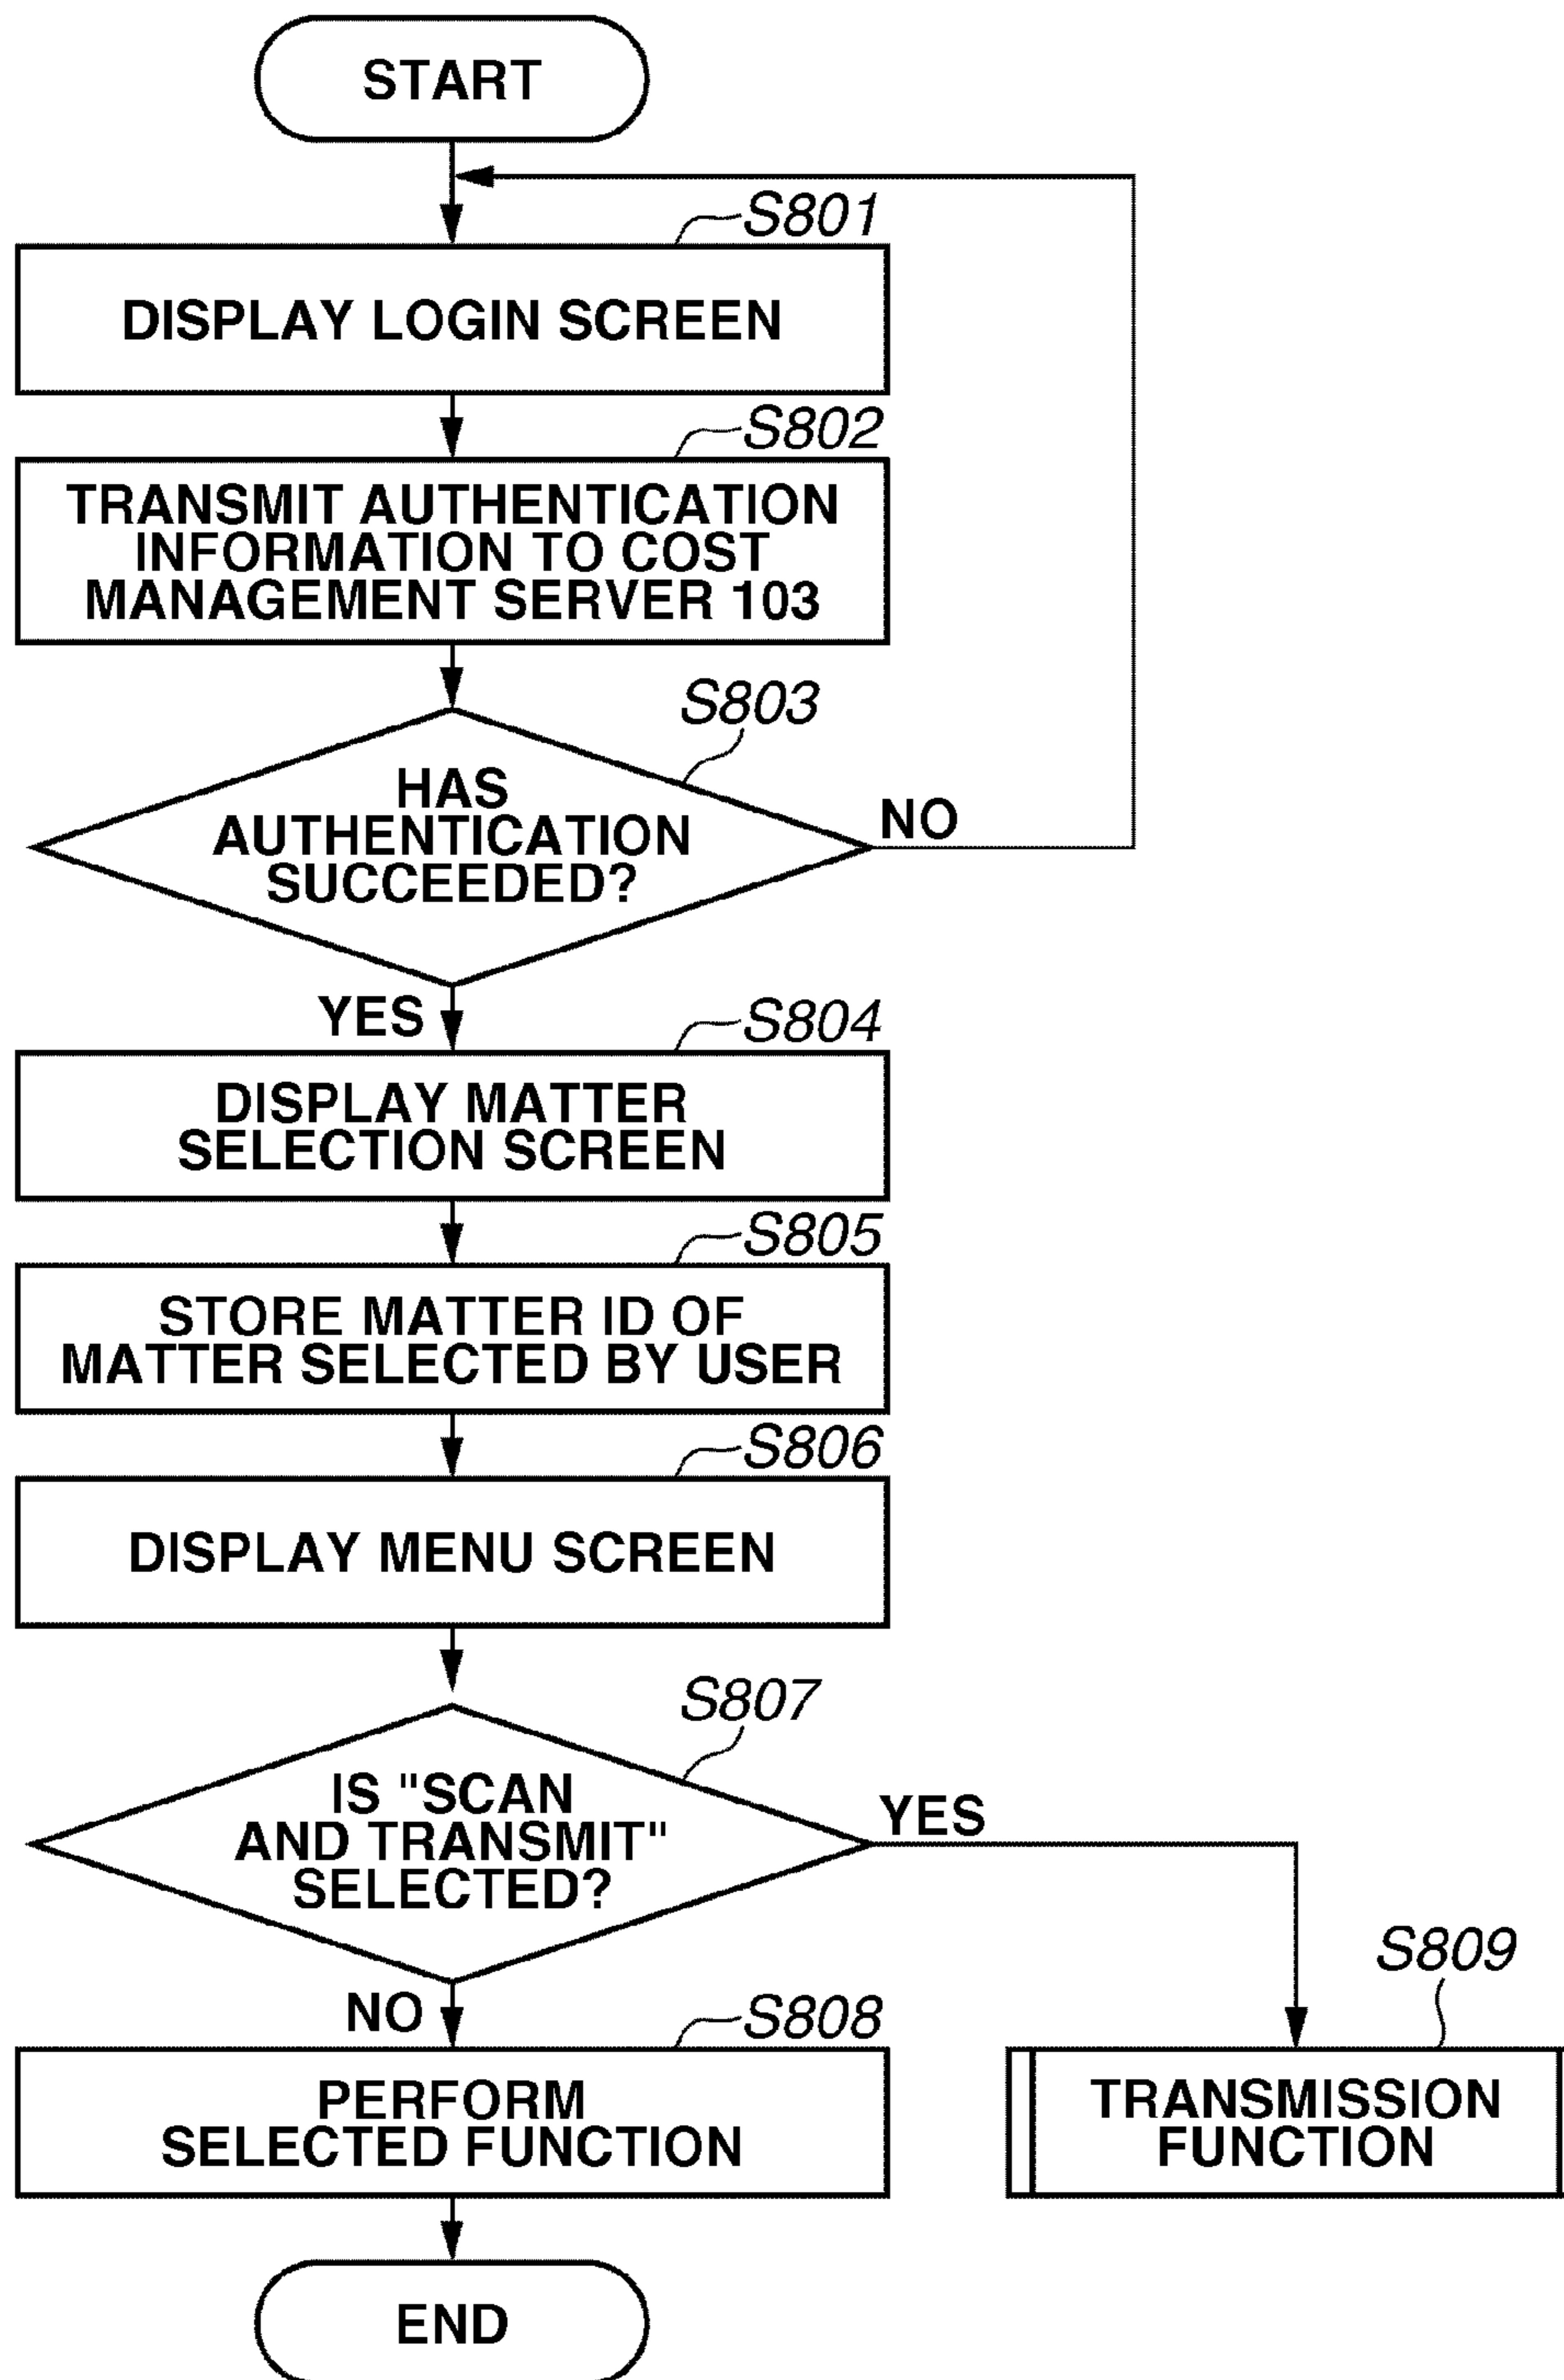 START
S801
DISPLAY LOGIN SCREEN
S802
TRANSMIT AUTHENTICATION
INFORMATION TO COST
MANAGEMENT SERVER 103
S803
HAS
AUTHENTICATION
SUCCEEDED?
NO
YES
S804
DISPLAY MATTER
SELECTION SCREEN
S805
STORE MATTER ID OF
MATTER SELECTED BY USER
S806
DISPLAY MENU SCREEN
S807
IS "SCAN
AND TRANSMIT"
SELECTED?
YES
NO
S808
PERFORM
SELECTED FUNCTION
S809
TRANSMISSION
FUNCTION
END